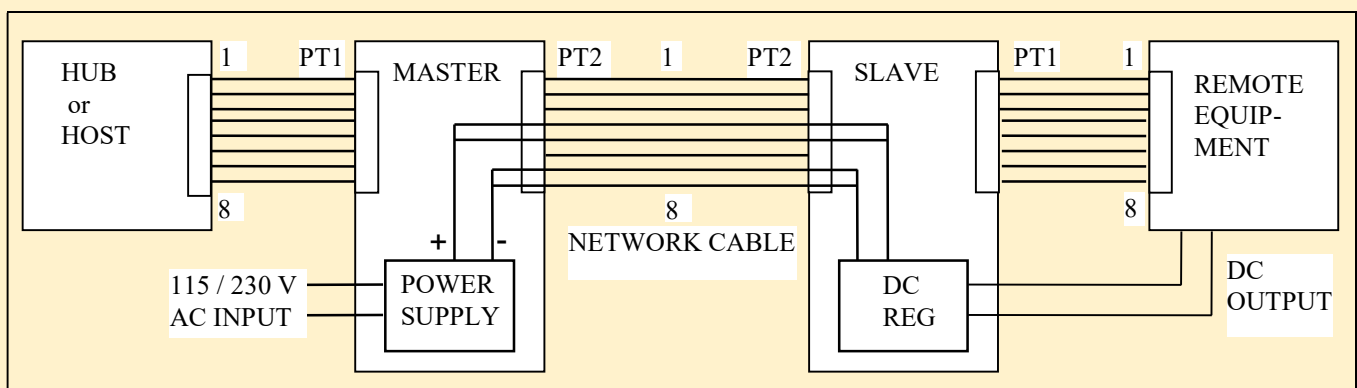 HUB
or
HOST
1
PT1
8
MASTER
PT2
1
PT2
8
NETWORK CABLE
SLAVE
PT1
1
8
REMOTE
EQUIP-
MENT
+
-
115 / 230 V
AC INPUT
POWER
SUPPLY
DC
REG
DC
OUTPUT